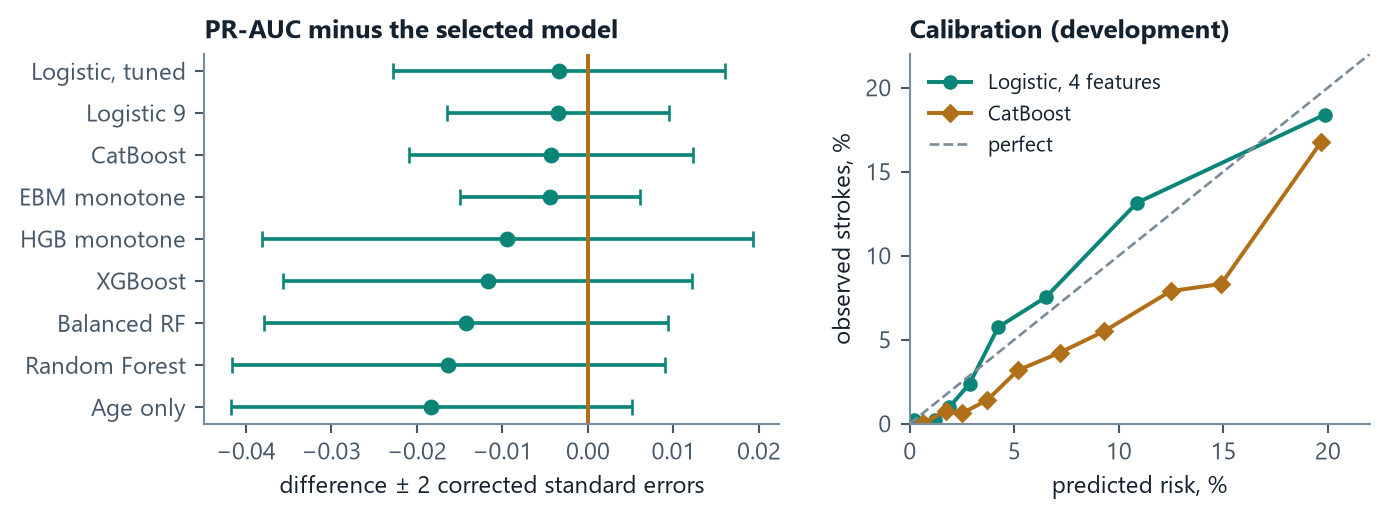 PR-AUC minus the selected model
Logistic, tuned
Logistic 9
CatBoost
EBM monotone
HGB monotone
XGBoost
Balanced RF
Random Forest
Age only
−0.04 −0.03 −0.02 −0.01 0.00 0.01 0.02
difference ± 2 corrected standard errors
Calibration (development)
Logistic, 4 features
CatBoost
perfect
observed strokes, %
20
15
10
5
0
0 5 10 15 20
predicted risk, %